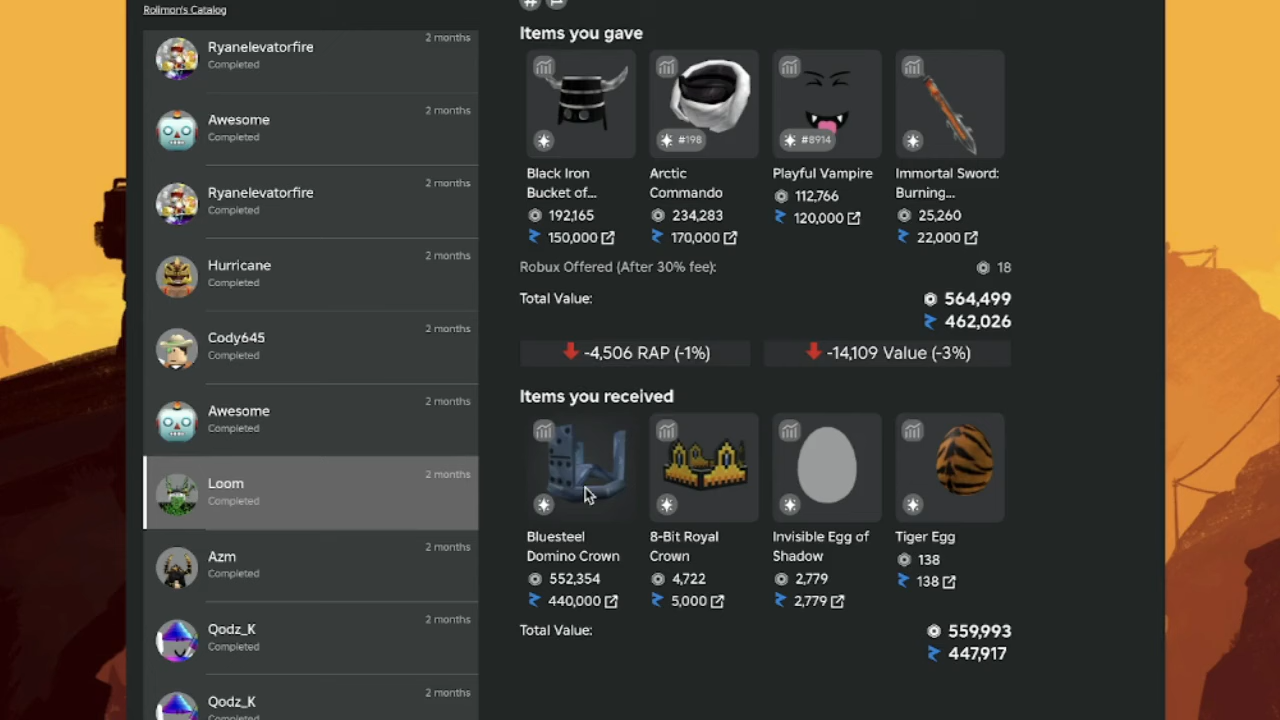 Rolimon's Catalog
Ryanelevatorfire
2 months
Completed
Awesome
2 months
Completed
Ryanelevatorfire
2 months
Completed
Hurricane
2 months
Completed
Cody645
2 months
Completed
Awesome
2 months
Completed
Loom
2 months
Completed
Azm
2 months
Completed
Qodz_K
2 months
Completed
Qodz_K
2 months
Completed
Items you gave
#198
#8914
Black Iron
Bucket of...
192,165
150,000
Arctic
Commando
234,283
170,000
Playful Vampire
112,766
120,000
Immortal Sword:
Burning...
25,260
22,000
Robux Offered (After 30% fee):
18
Total Value:
564,499
462,026
-4,506 RAP (-1%)
-14,109 Value (-3%)
Items you received
Bluesteel
Domino Crown
552,354
440,000
8-Bit Royal
Crown
4,722
5,000
Invisible Egg of
Shadow
2,779
2,779
Tiger Egg
138
138
Total Value:
559,993
447,917